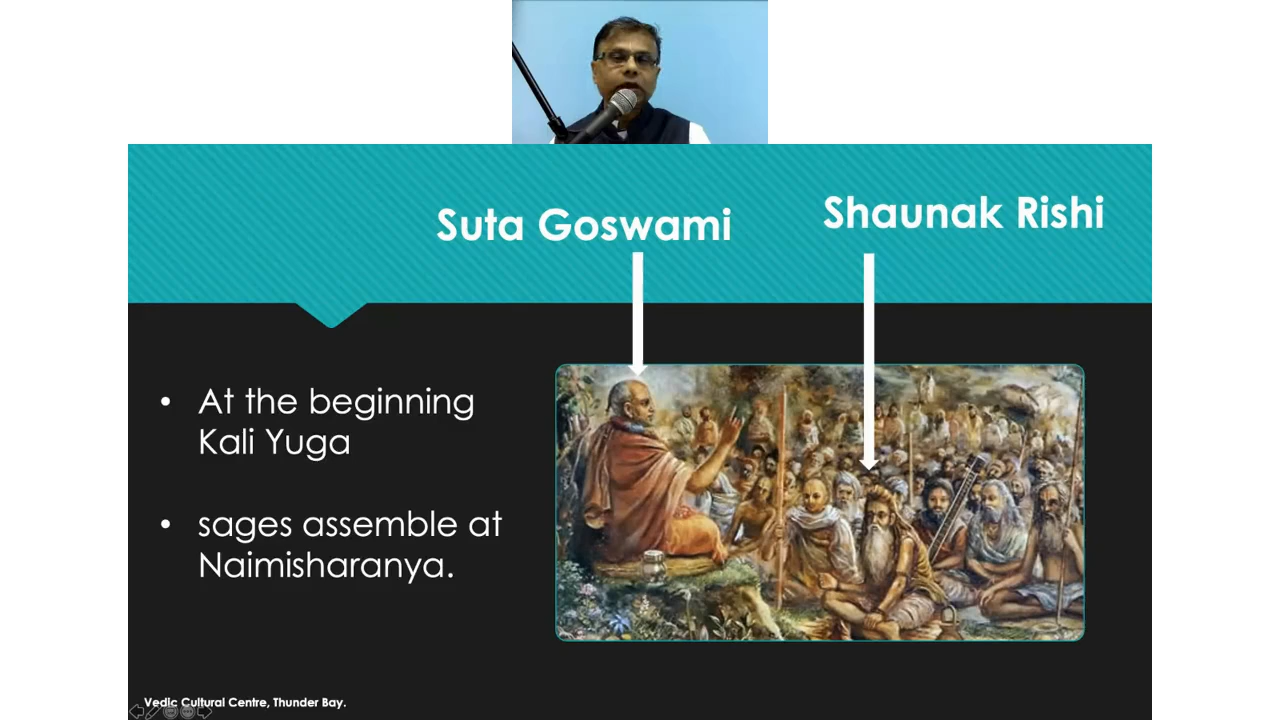 Suta Goswami
Shaunak Rishi
• At the beginning
Kali Yuga
• sages assemble at
Naimisharanya.
Vedic Cultural Centre, Thunder Bay.